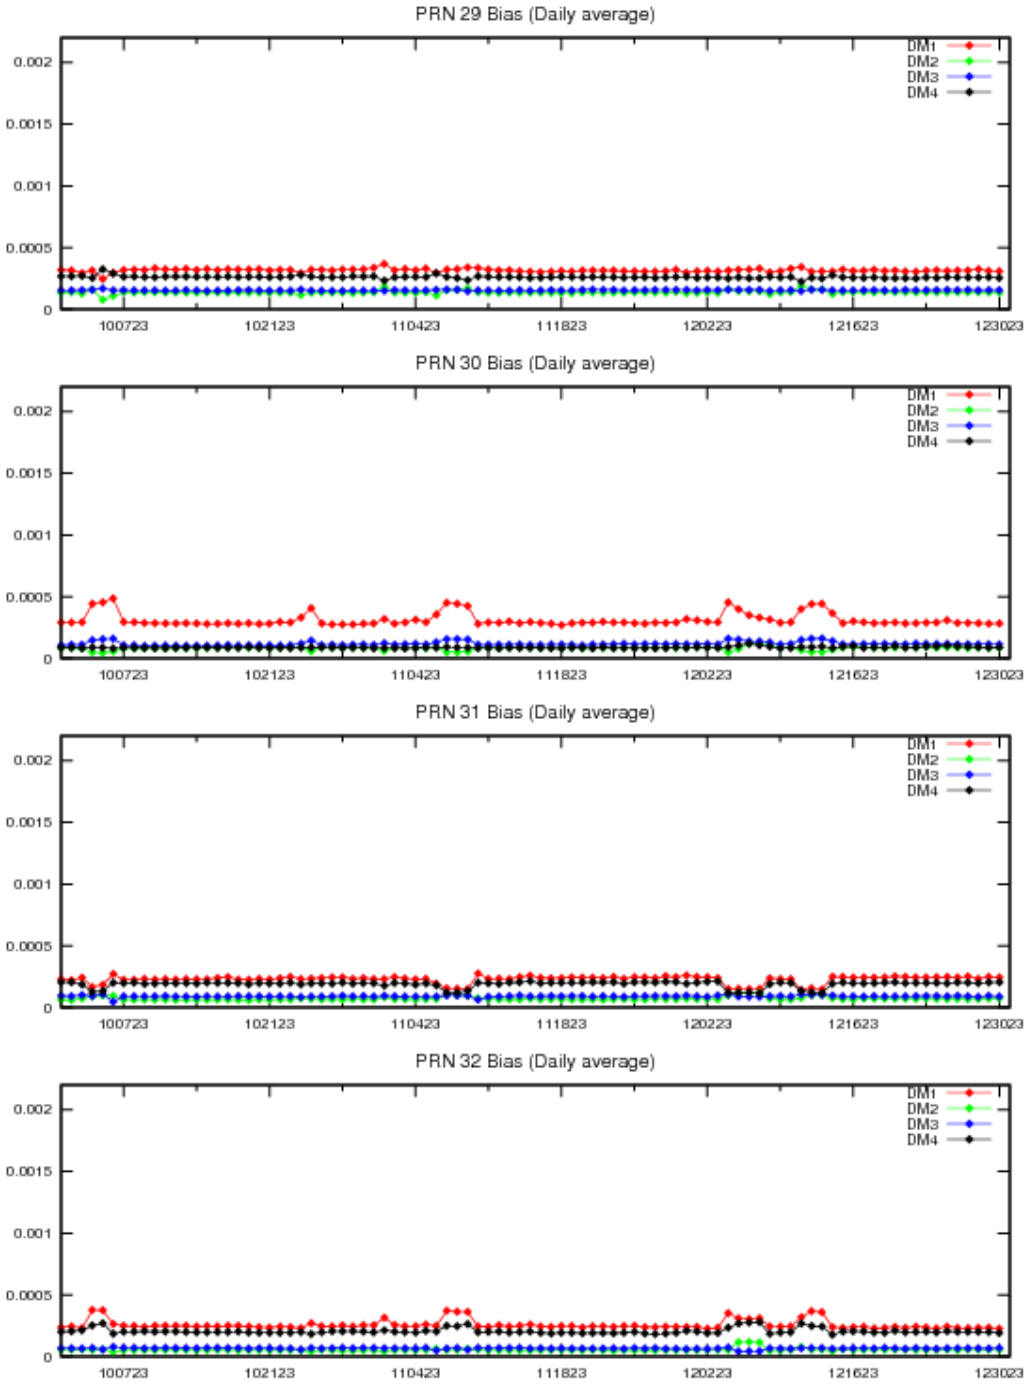 PRN 29 Bias (Daily average)
DM1
DM2
DM3
DM4
0.002
0.0015
0.001
0.0005
0
100723 102123 110423 111823 120223 121623 123023
PRN 30 Bias (Daily average)
DM1
DM2
DM3
DM4
0.002
0.0015
0.001
0.0005
0
100723 102123 110423 111823 120223 121623 123023
PRN 31 Bias (Daily average)
DM1
DM2
DM3
DM4
0.002
0.0015
0.001
0.0005
0
100723 102123 110423 111823 120223 121623 123023
PRN 32 Bias (Daily average)
DM1
DM2
DM3
DM4
0.002
0.0015
0.001
0.0005
0
100723 102123 110423 111823 120223 121623 123023